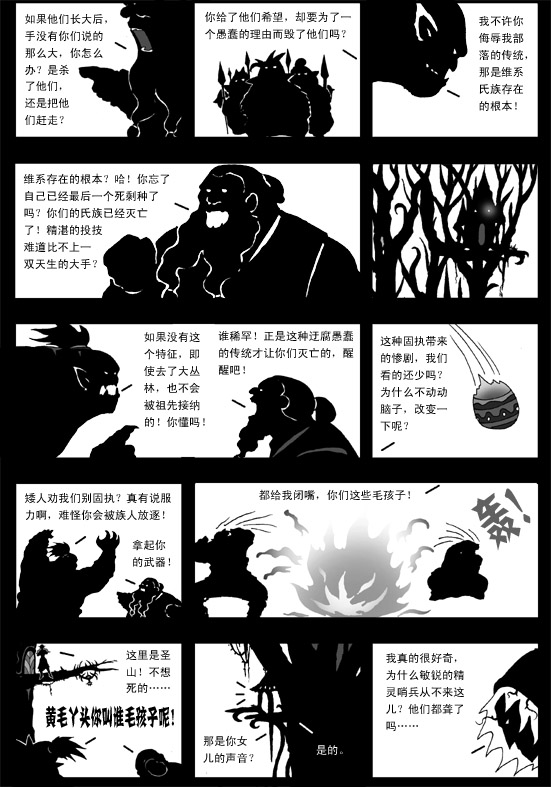 如果他们长大后，
手没有你们说的
那么大，你怎么
办？是杀
了他们，
还是把他
们赶走？
你给了他们希望，却要为了一
个愚蠢的理由而毁了他们吗？
我不许你
侮辱我部
落的传统，
那是维系
氏族存在
的根本！
维系存在的根本？哈！你忘了
自己已经是最后一个死剩种了
吗？你们的氏族已经灭亡
了！精湛的投技
难道比不上一
双天生的大手？
如果没有这
个特征，即
使去了大丛
林，也不会
被祖先接纳
的！你懂吗！
谁稀罕！正是这种迂腐愚蠢
的传统才让你们灭亡的，醒
醒吧！
这种固执带来
的惨剧，我们
看的还少吗？
为什么不动动
脑子，改变一
下呢？
矮人劝我们别固执？真有说服
力啊，难怪你会被族人放逐！
拿起你
的武器！
都给我闭嘴，你们这些毛孩子！
轰！
这里是圣
山！不想
死的……
黄毛丫头你叫谁毛孩子呢！
那是你女
儿的声音？
是的。
我真的很好奇，
为什么敏锐的精
灵哨兵从不来这
儿？他们都聋了
吗……